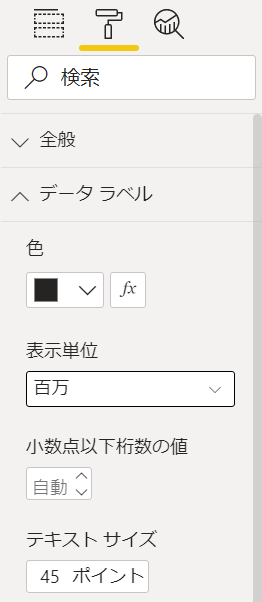 検索
全般
データ ラベル
色
fx
表示単位
百万
小数点以下桁数の値
自動
テキスト サイズ
45 ポイント